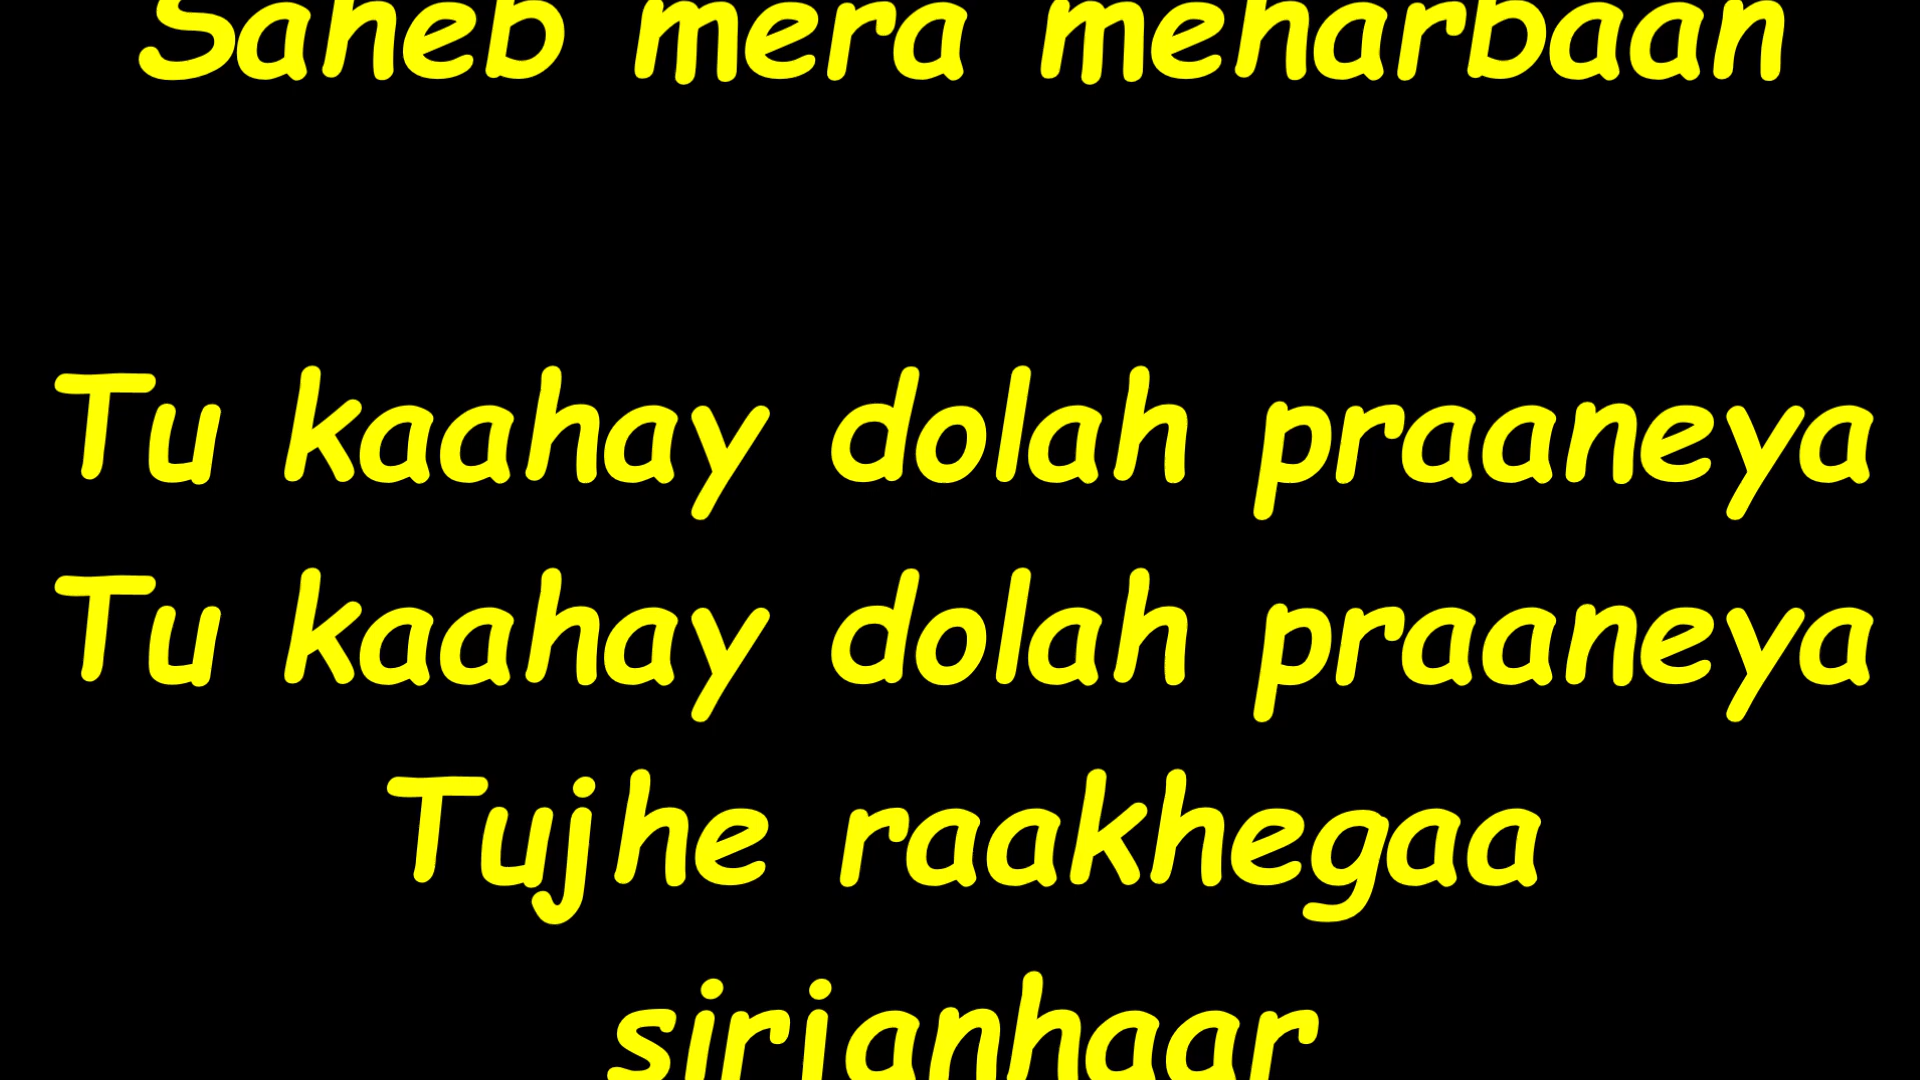 Saheb mera meharbaan
Tu kaahay dolah praaneya
Tu kaahay dolah praaneya
Tujhe raakhegaa
sirjanhaar